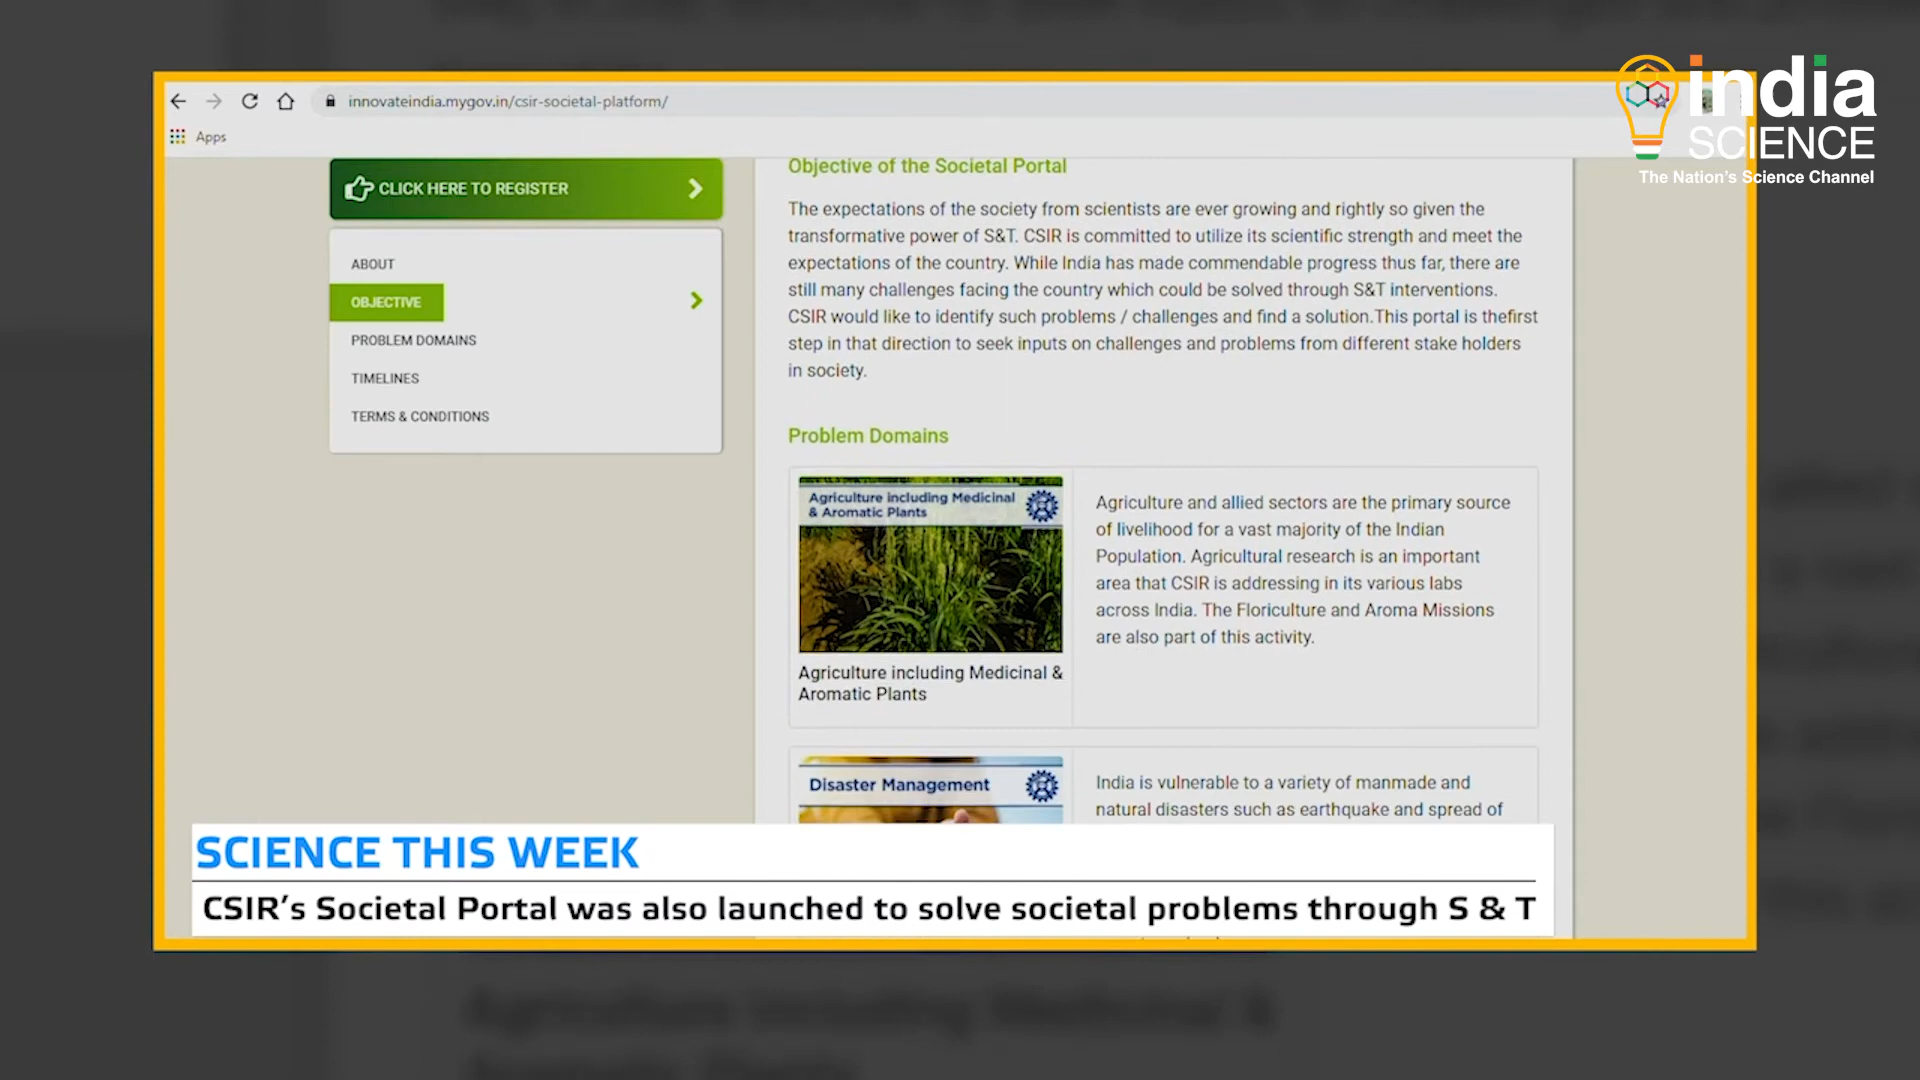 india
SCIENCE
The Nation's Science Channel
innovateindia.mygov.in/csir-societal-platform/
Apps
CLICK HERE TO REGISTER
ABOUT
OBJECTIVE
PROBLEM DOMAINS
TIMELINES
TERMS & CONDITIONS
Objective of the Societal Portal
The expectations of the society from scientists are ever growing and rightly so given the
transformative power of S&T. CSIR is committed to utilize its scientific strength and meet the
expectations of the country. While India has made commendable progress thus far, there are
still many challenges facing the country which could be solved through S&T interventions.
CSIR would like to identify such problems / challenges and find a solution.This portal is thefirst
step in that direction to seek inputs on challenges and problems from different stake holders
in society.
Problem Domains
Agriculture including Medicinal
& Aromatic Plants
Agriculture including Medicinal &
Aromatic Plants
Agriculture and allied sectors are the primary source
of livelihood for a vast majority of the Indian
Population. Agricultural research is an important
area that CSIR is addressing in its various labs
across India. The Floriculture and Aroma Missions
are also part of this activity.
Disaster Management
India is vulnerable to a variety of manmade and
natural disasters such as earthquake and spread of
SCIENCE THIS WEEK
CSIR's Societal Portal was also launched to solve societal problems through S & T
Agriculture including Medicinal &
Aromatic Plants